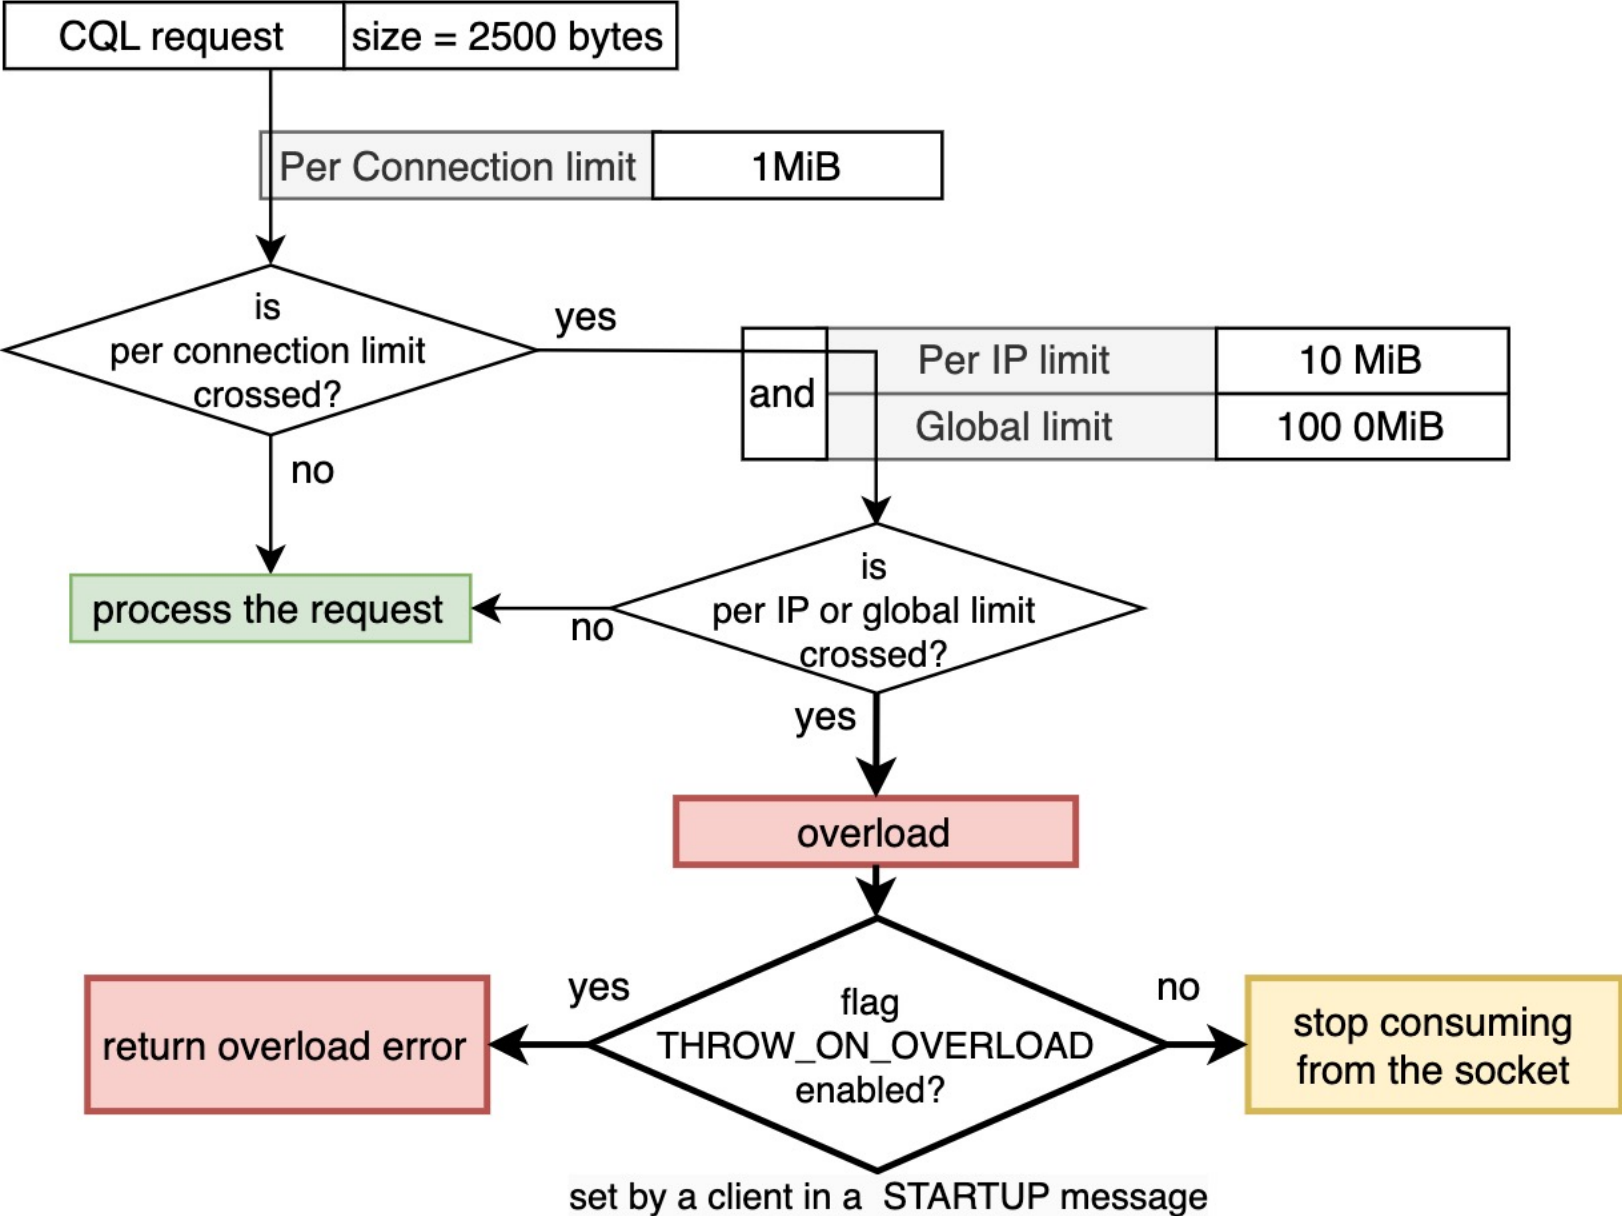 CQL request size = 2500 bytes
Per Connection limit 1MiB
is
per connection limit
crossed?
yes
and
Per IP limit 10 MiB
Global limit 100 0MiB
no
is
per IP or global limit
crossed?
process the request
no
yes
overload
yes
no
flag
THROW_ON_OVERLOAD
enabled?
return overload error
stop consuming
from the socket
set by a client in a STARTUP message